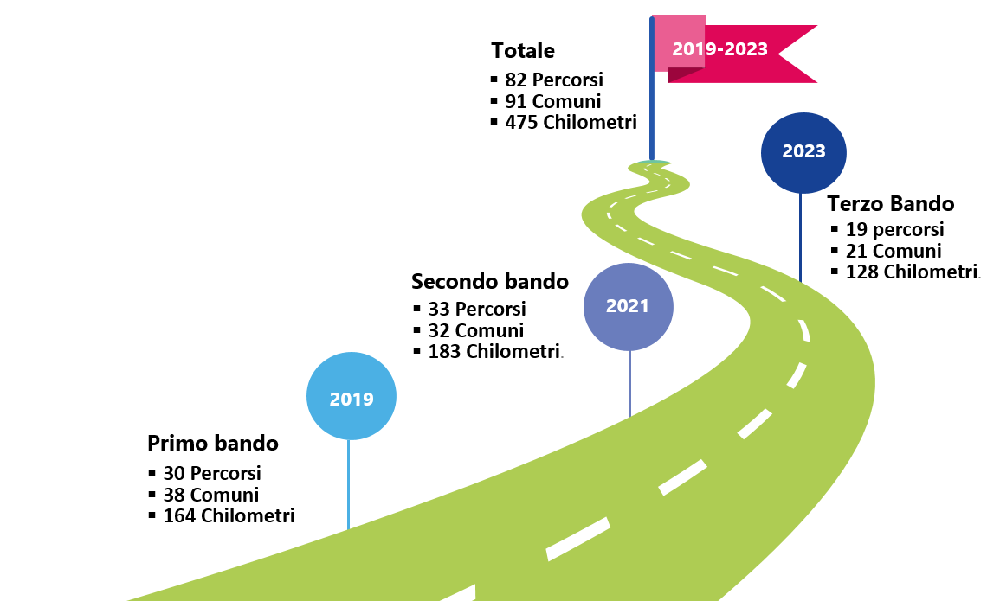 Totale
▪ 82 Percorsi
▪ 91 Comuni
▪ 475 Chilometri
2019-2023
2023
Terzo Bando
▪ 19 percorsi
▪ 21 Comuni
▪ 128 Chilometri.
Secondo bando
▪ 33 Percorsi
▪ 32 Comuni
▪ 183 Chilometri.
2021
2019
Primo bando
▪ 30 Percorsi
▪ 38 Comuni
▪ 164 Chilometri